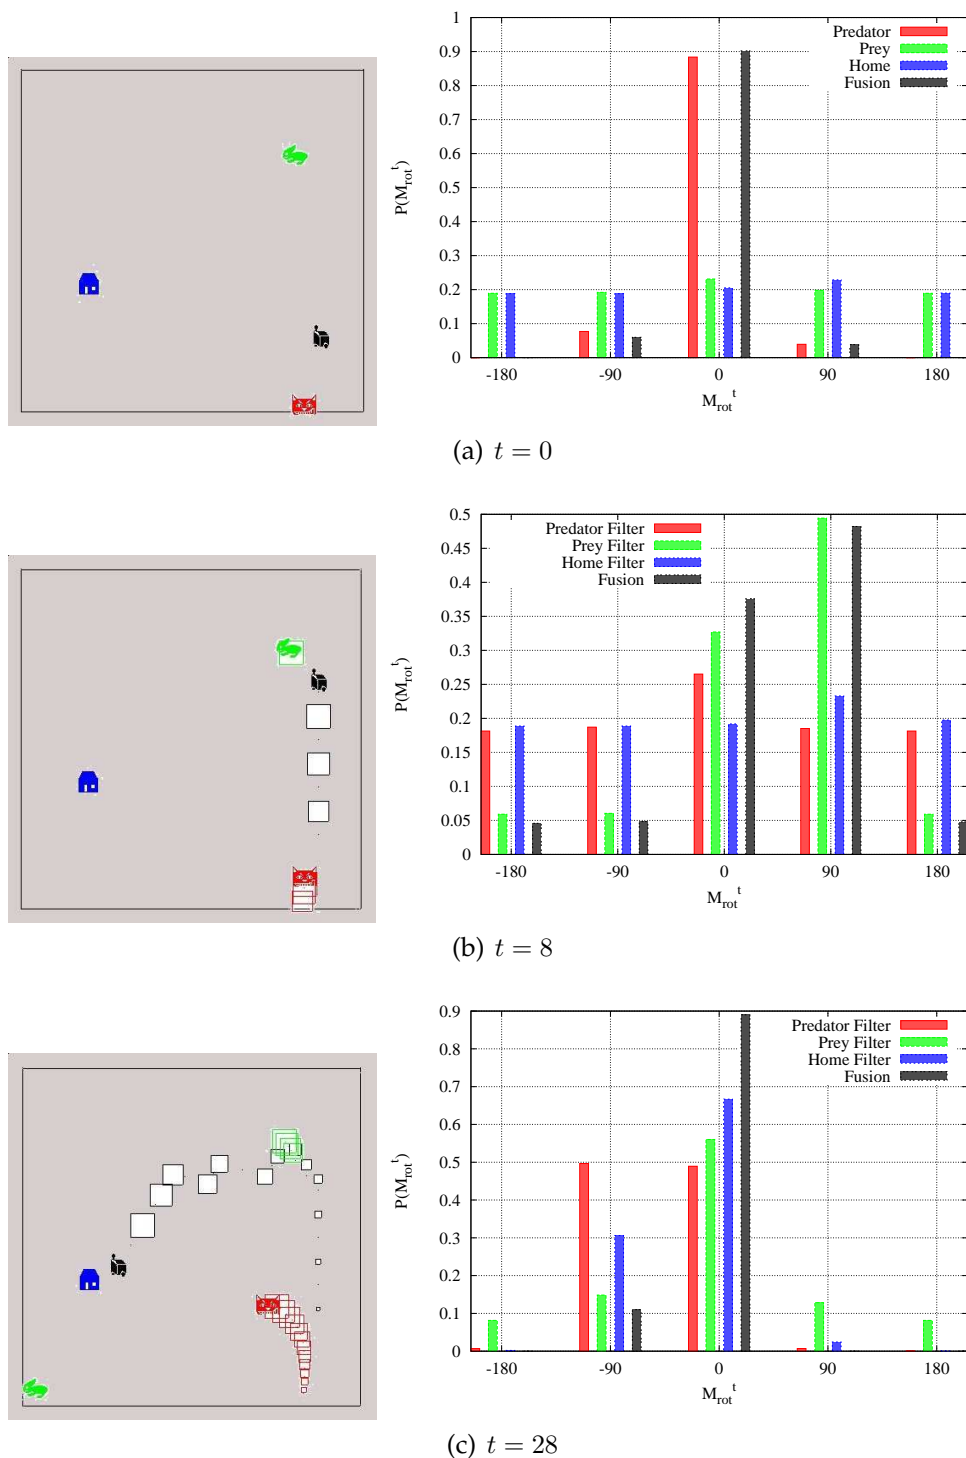 1
0.9
0.8
0.7
0.6
0.5
0.4
0.3
0.2
0.1
0
P(M_rot^t)
Predator
Prey
Home
Fusion
-180 -90 0 90 180
M_rot^t
(a) t = 0
0.5
0.45
0.4
0.35
0.3
0.25
0.2
0.15
0.1
0.05
0
P(M_rot^t)
Predator Filter
Prey Filter
Home Filter
Fusion
-180 -90 0 90 180
M_rot^t
(b) t = 8
0.9
0.8
0.7
0.6
0.5
0.4
0.3
0.2
0.1
0
P(M_rot^t)
Predator Filter
Prey Filter
Home Filter
Fusion
-180 -90 0 90 180
M_rot^t
(c) t = 28